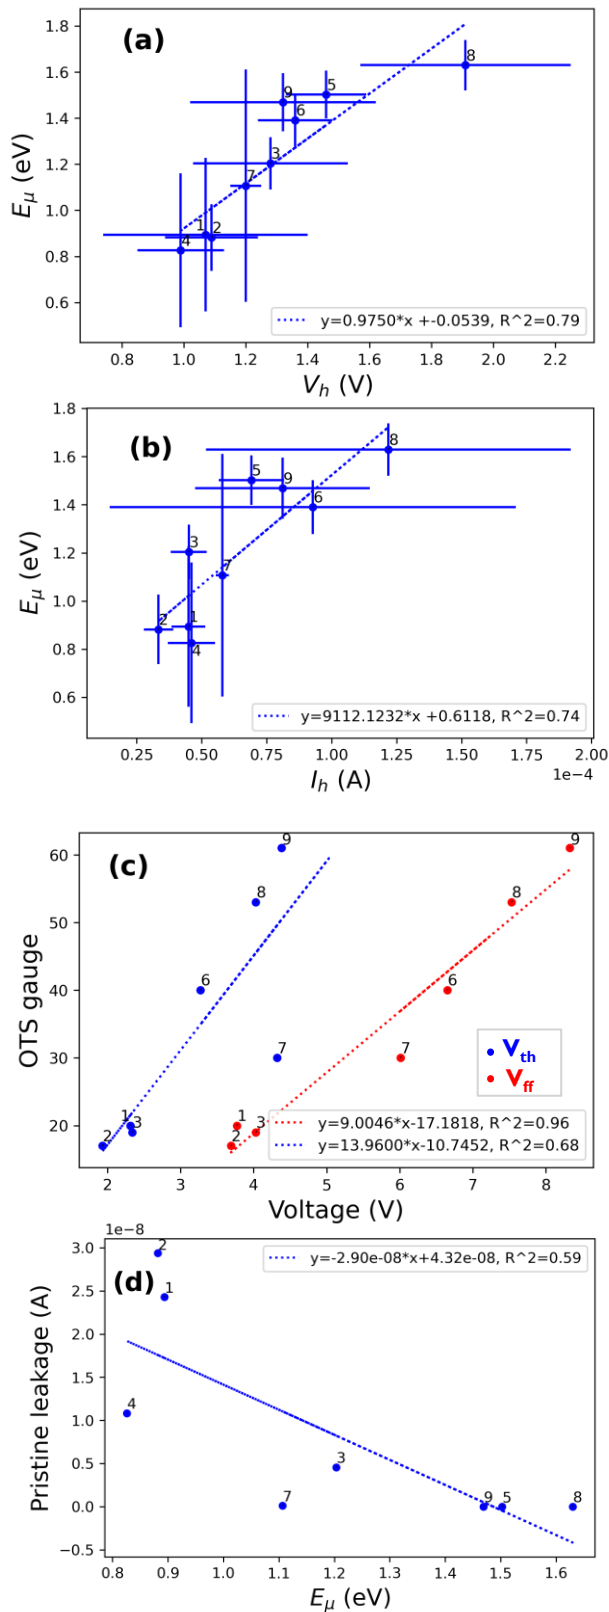 1.8
(a)
8
1.6
5
9
6
1.4
E_μ (eV)
3
1.2
7
1.0
1 2
4
0.8
0.6
y=0.9750*x +-0.0539, R^2=0.79
0.8 1.0 1.2 1.4 1.6 1.8 2.0 2.2
V_h (V)
1.8
(b)
8
1.6
5
9
6
1.4
E_μ (eV)
3
1.2
7
1.0
2 1
4
0.8
0.6
y=9112.1232*x +0.6118, R^2=0.74
0.25 0.50 0.75 1.00 1.25 1.50 1.75 2.00
1e−4
I_h (A)
60
(c)
9 9
8 8
50
OTS gauge
6 6
40
7 7
30
V_th
V_ff
20
1 1
2 3 2 3
y=9.0046*x-17.1818, R^2=0.96
y=13.9600*x-10.7452, R^2=0.68
2 3 4 5 6 7 8
Voltage (V)
1e−8
3.0
2
y=-2.90e-08*x+4.32e-08, R^2=0.59
(d)
2.5
1
2.0
Pristine leakage (A)
1.5
4
1.0
3
0.5
7
9 5 8
0.0
−0.5
0.8 0.9 1.0 1.1 1.2 1.3 1.4 1.5 1.6
E_μ (eV)